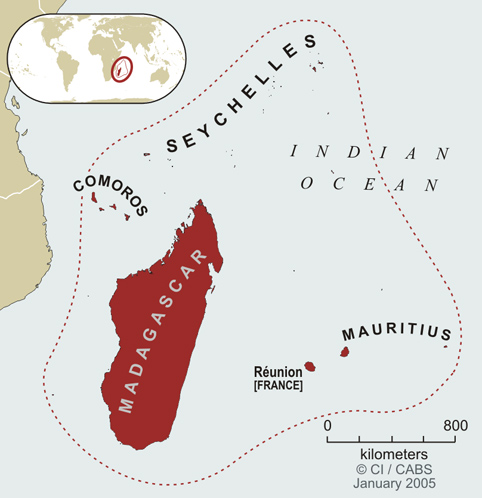 SEYCHELLES
INDIAN
OCEAN
COMOROS
MADAGASCAR
MAURITIUS
Réunion
[FRANCE]
0 800
kilometers
© CI / CABS
January 2005